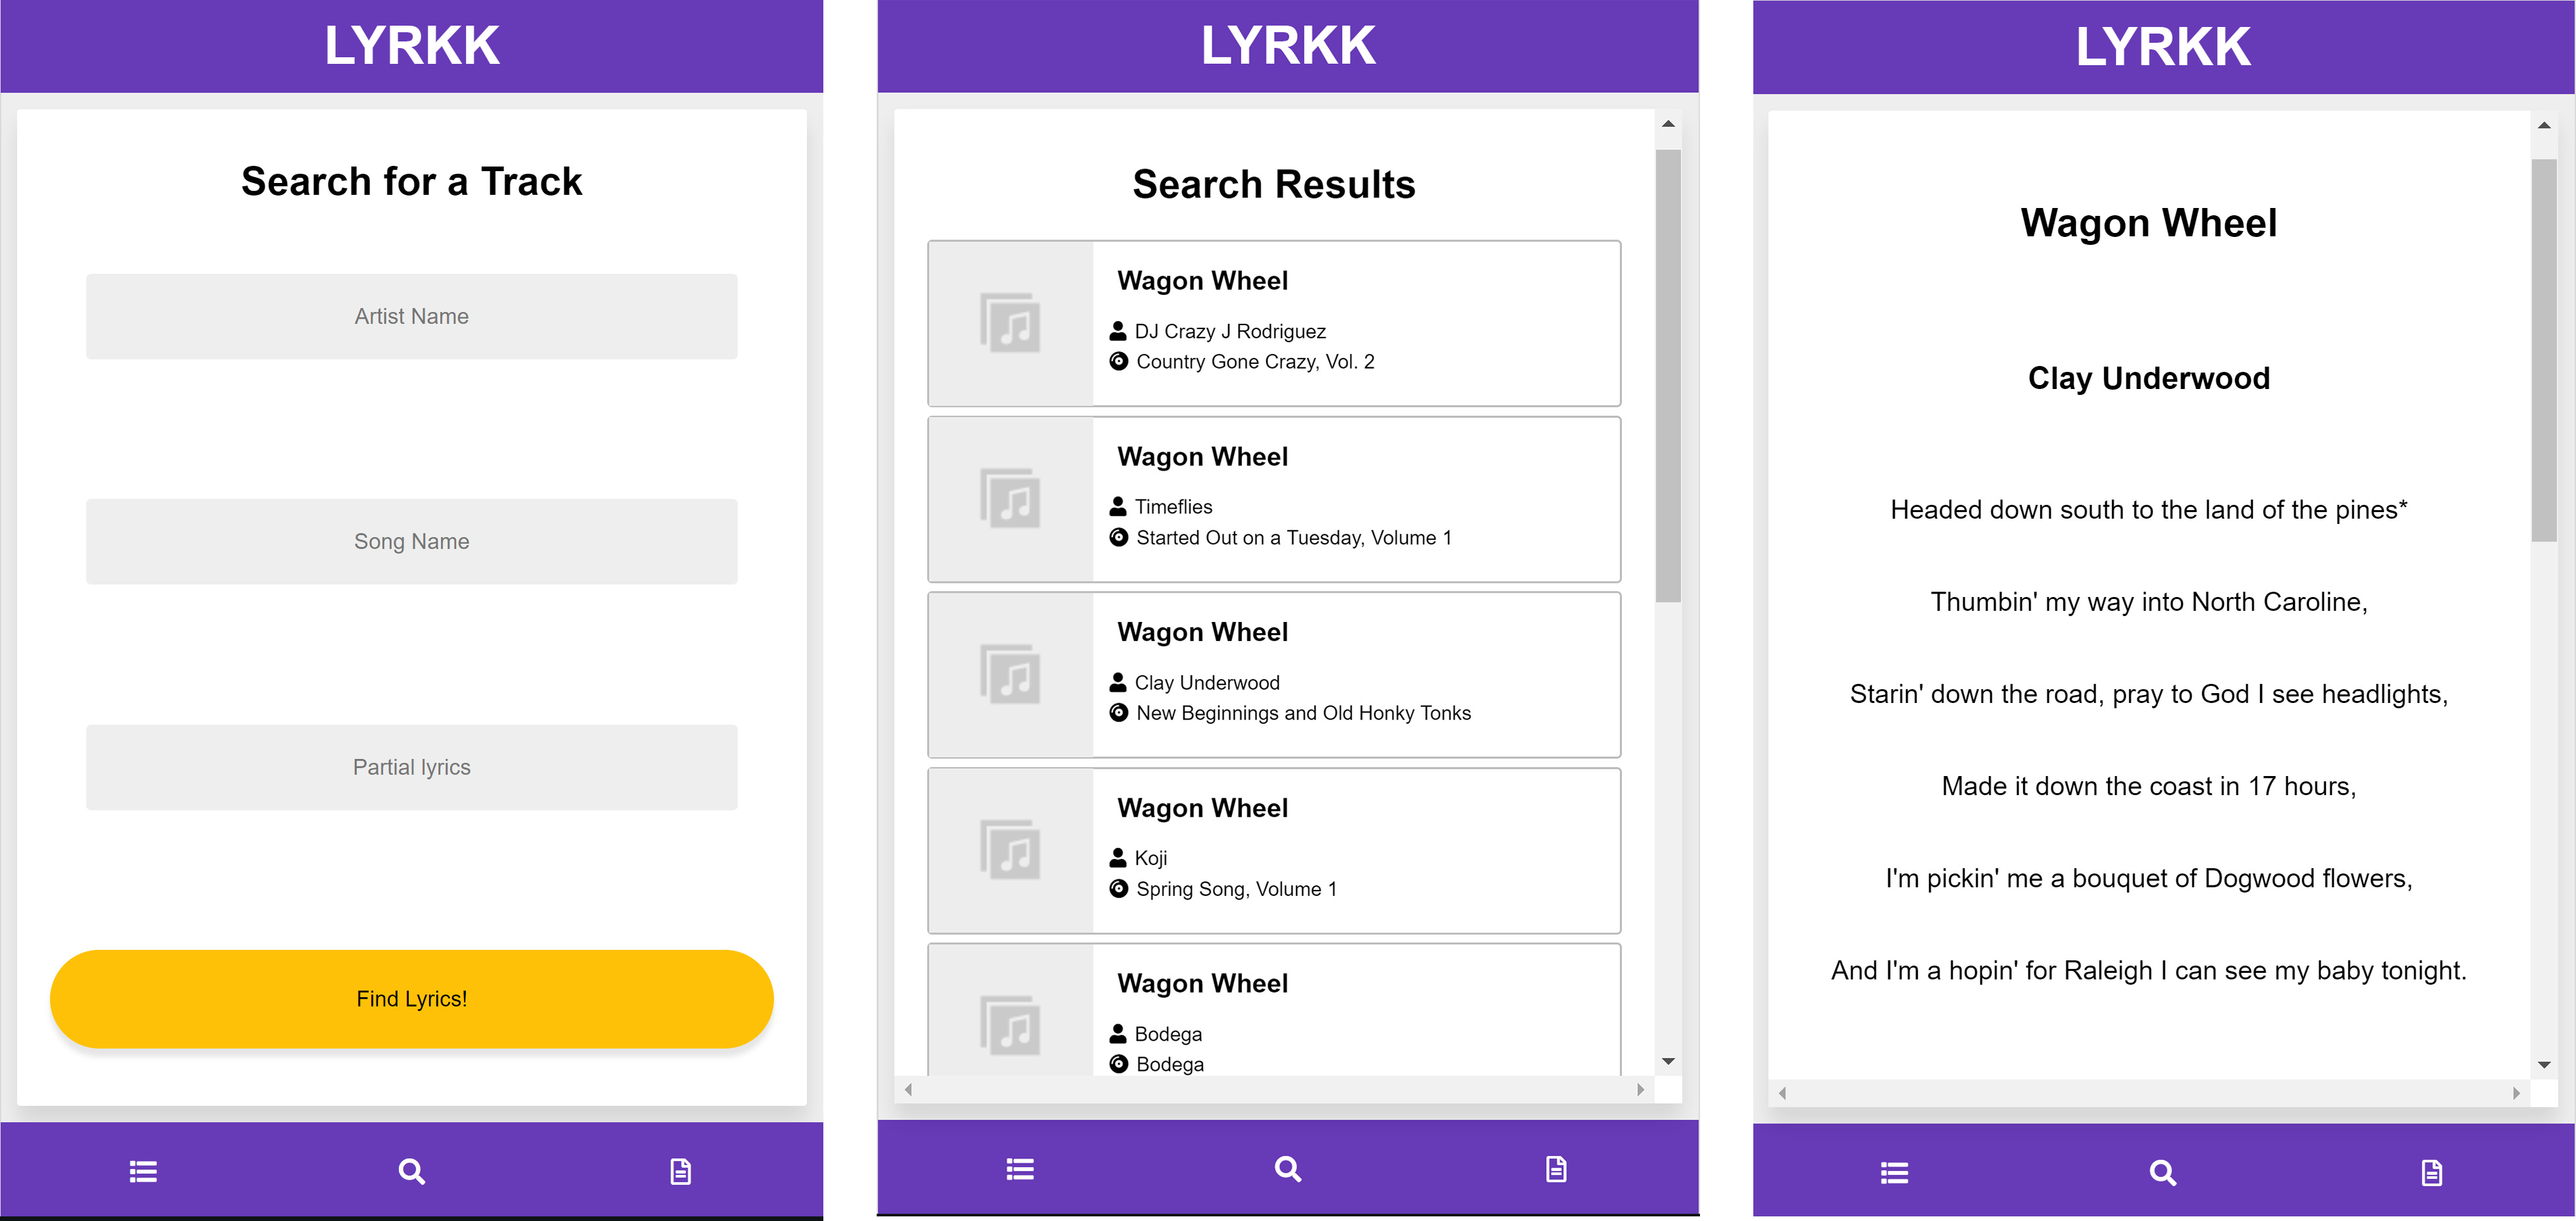 LYRKK
Search for a Track
Artist Name
Song Name
Partial lyrics
Find Lyrics!
LYRKK
Search Results
Wagon Wheel
DJ Crazy J Rodriguez
Country Gone Crazy, Vol. 2
Wagon Wheel
Timeflies
Started Out on a Tuesday, Volume 1
Wagon Wheel
Clay Underwood
New Beginnings and Old Honky Tonks
Wagon Wheel
Koji
Spring Song, Volume 1
Wagon Wheel
Bodega
Bodega
LYRKK
Wagon Wheel
Clay Underwood
Headed down south to the land of the pines*
Thumbin' my way into North Caroline,
Starin' down the road, pray to God I see headlights,
Made it down the coast in 17 hours,
I'm pickin' me a bouquet of Dogwood flowers,
And I'm a hopin' for Raleigh I can see my baby tonight.